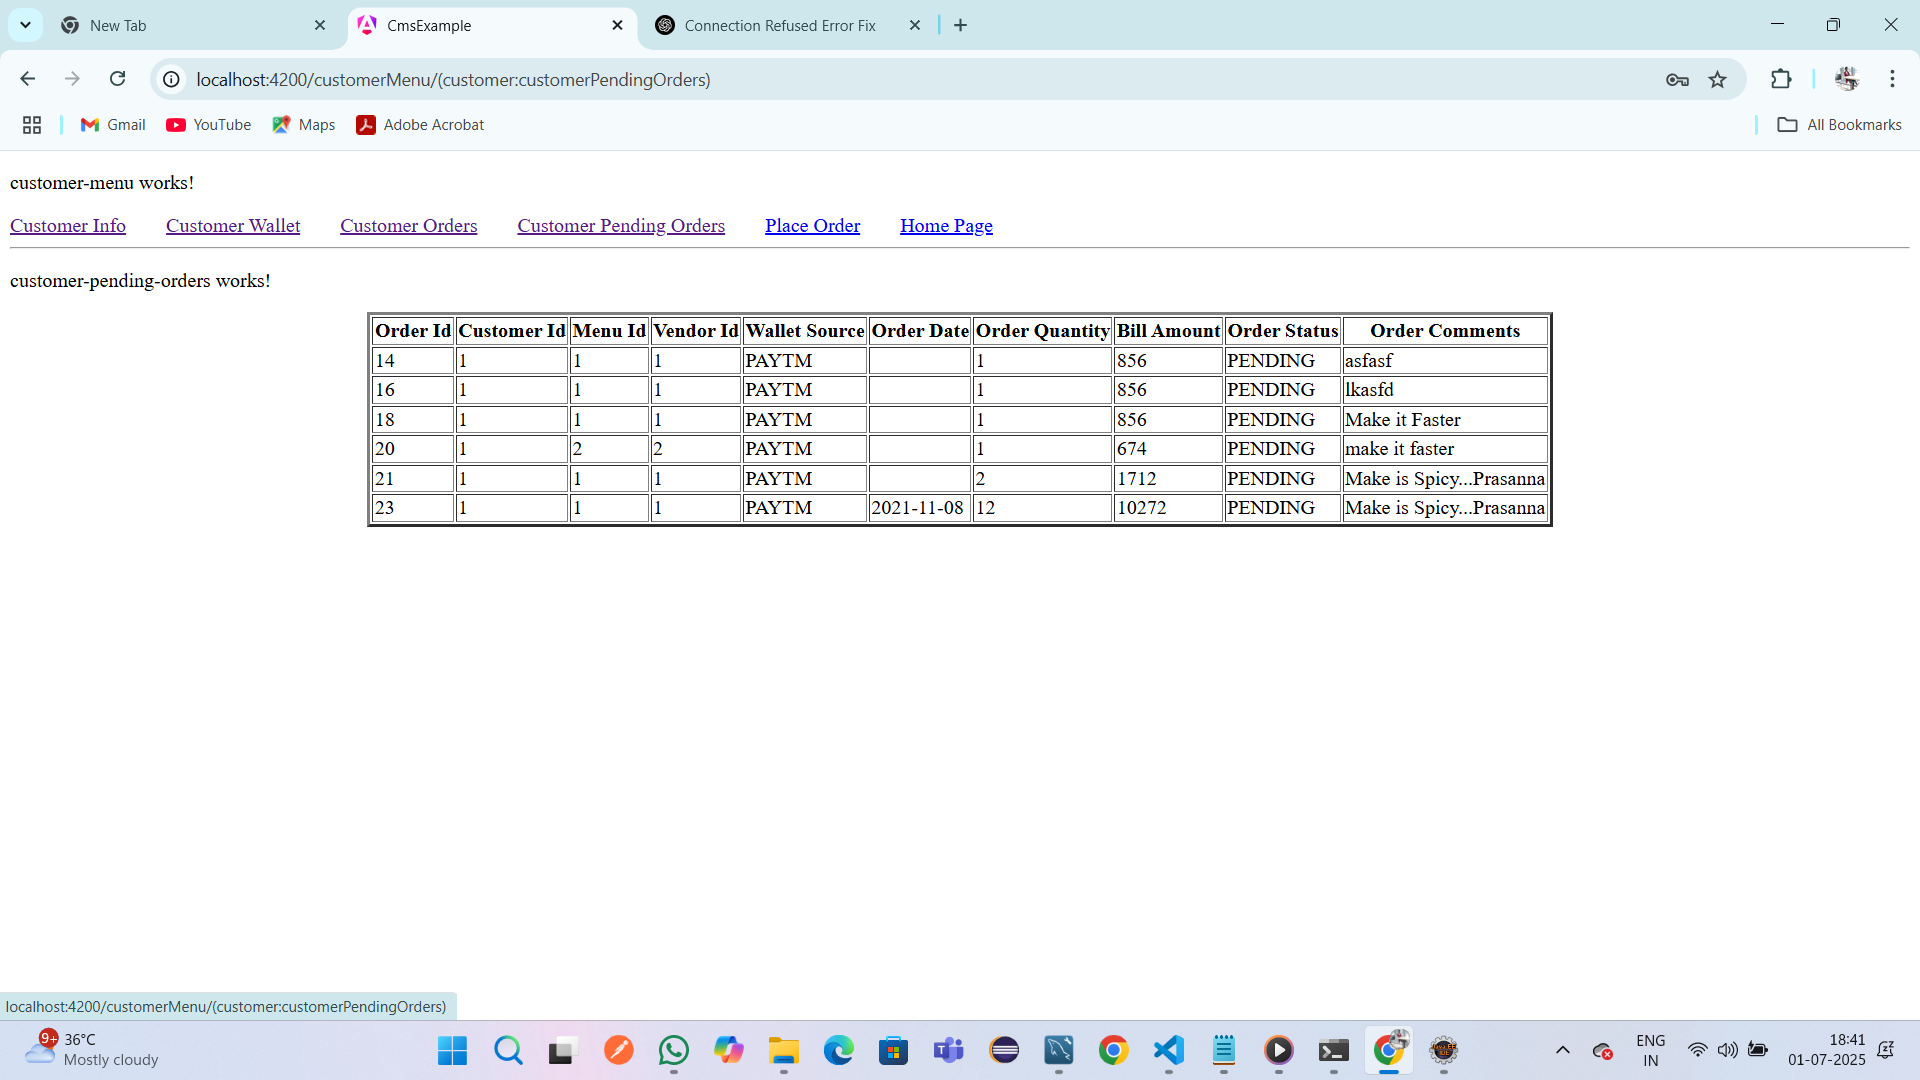 New Tab
CmsExample
Connection Refused Error Fix
localhost:4200/customerMenu/(customer:customerPendingOrders)
Gmail YouTube Maps Adobe Acrobat All Bookmarks
customer-menu works!
Customer Info Customer Wallet Customer Orders Customer Pending Orders Place Order Home Page
customer-pending-orders works!
Order Id Customer Id Menu Id Vendor Id Wallet Source Order Date Order Quantity Bill Amount Order Status Order Comments
14 1 1 1 PAYTM 1 856 PENDING asfasf
16 1 1 1 PAYTM 1 856 PENDING lkasfd
18 1 1 1 PAYTM 1 856 PENDING Make it Faster
20 1 2 2 PAYTM 1 674 PENDING make it faster
21 1 1 1 PAYTM 2 1712 PENDING Make is Spicy...Prasanna
23 1 1 1 PAYTM 2021-11-08 12 10272 PENDING Make is Spicy...Prasanna
localhost:4200/customerMenu/(customer:customerPendingOrders)
9+
36°C
Mostly cloudy
ENG
IN
18:41
01-07-2025